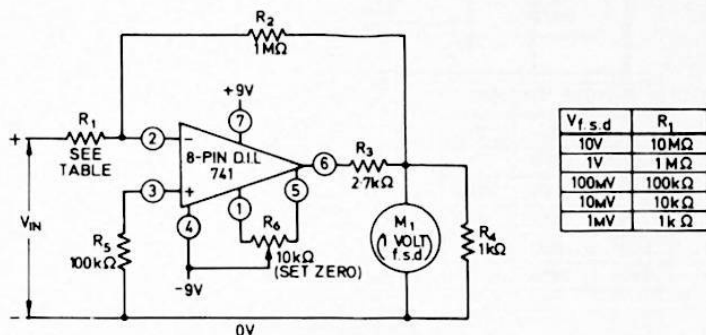 R2
1MΩ
+9V
7
+
R1
SEE
TABLE
2
-
8-PIN D.I.L
741
6
R3
2·7kΩ
3
+
5
VIN
1
4
R6
10kΩ
(SET ZERO)
R5
100kΩ
-9V
M1
1 VOLT
f.s.d
R4
1kΩ
-
0V
Vf.s.d R1
10V 10MΩ
1V 1MΩ
100mV 100kΩ
10mV 10kΩ
1mV 1kΩ